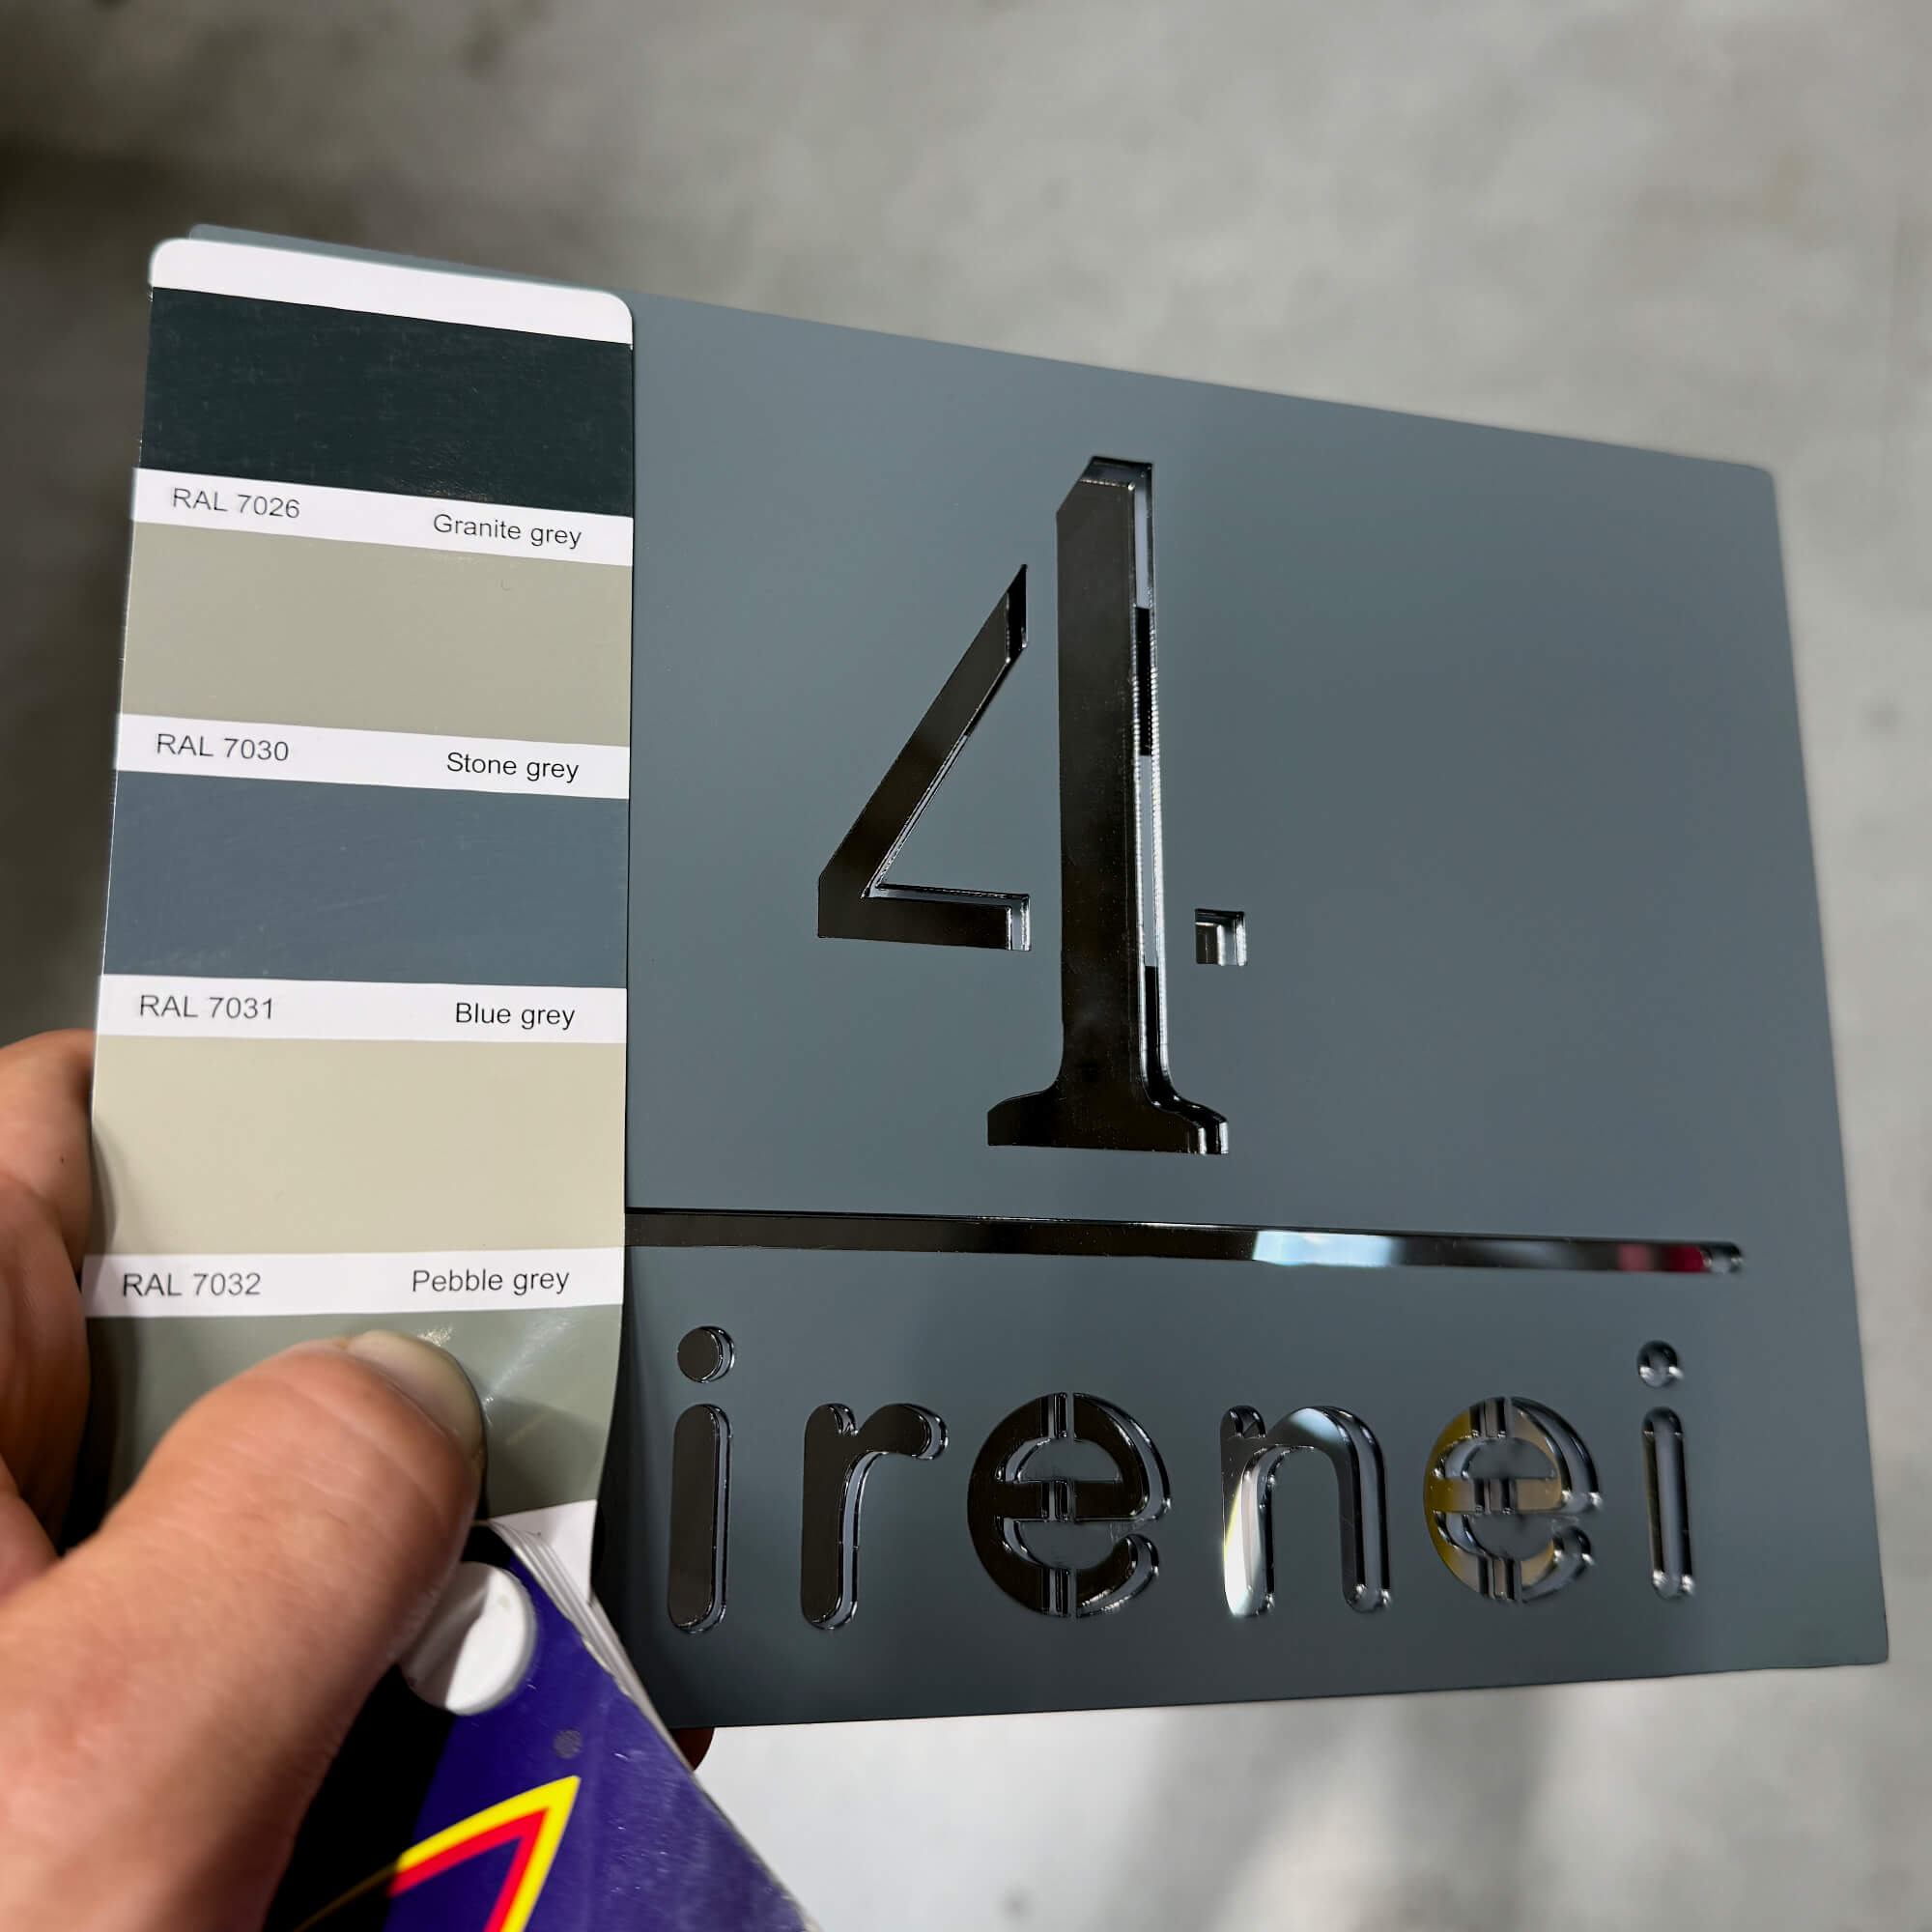 RAL 7026 Granite grey
RAL 7030 Stone grey
RAL 7031 Blue grey
RAL 7032 Pebble grey
4.
irenei